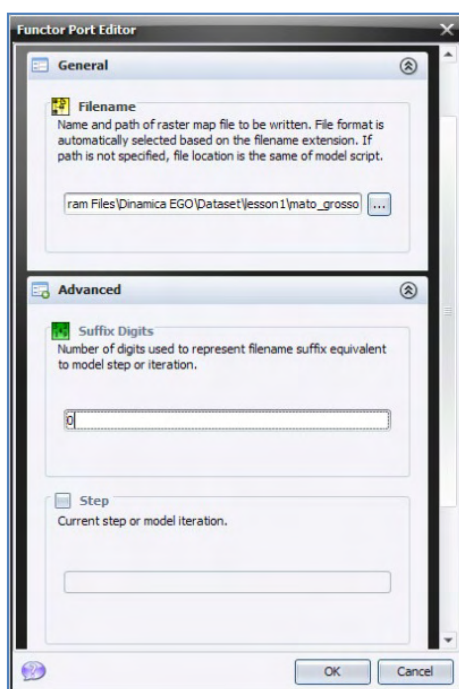 Functor Port Editor
General
Filename
Name and path of raster map file to be written. File format is
automatically selected based on the filename extension. If
path is not specified, file location is the same of model script.
ram Files\Dinamica EGO\Dataset\lesson1\mato_grosso
...
Advanced
Suffix Digits
Number of digits used to represent filename suffix equivalent
to model step or iteration.
0
Step
Current step or model iteration.
OK Cancel